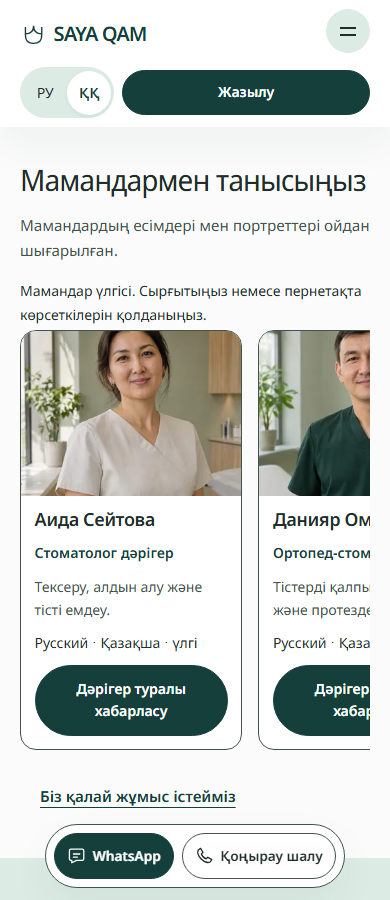 SAYA QAM
РУ
ҚҚ
Жазылу
Мамандармен танысыңыз
Мамандардың есімдері мен портреттері ойдан
шығарылған.
Мамандар үлгісі. Сырғытыңыз немесе пернетақта
көрсеткілерін қолданыңыз.
Аида Сейтова
Стоматолог дәрігер
Тексеру, алдын алу және
тісті емдеу.
Русский · Қазақша · үлгі
Дәрігер туралы
хабарласу
Данияр Ом
Ортопед-стом
Тістерді қалпы
және протезде
Русский · Қаза
Дәрігер
хабар
Біз қалай жұмыс істейміз
WhatsApp
Қоңырау шалу